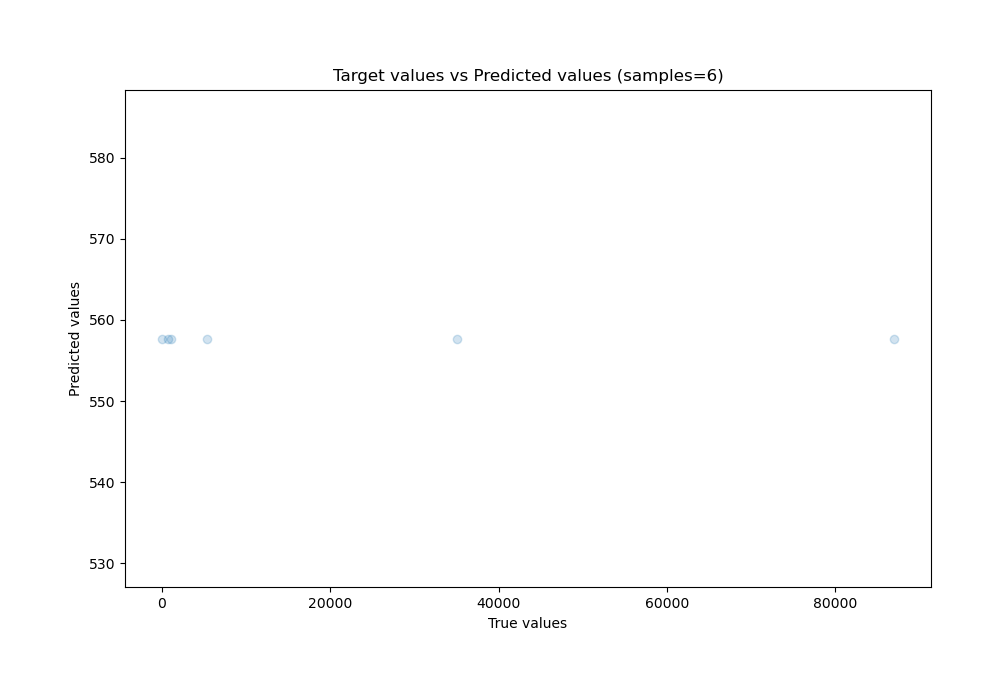 Target values vs Predicted values (samples=6)
580
570
560
550
540
530
Predicted values
0 20000 40000 60000 80000
True values